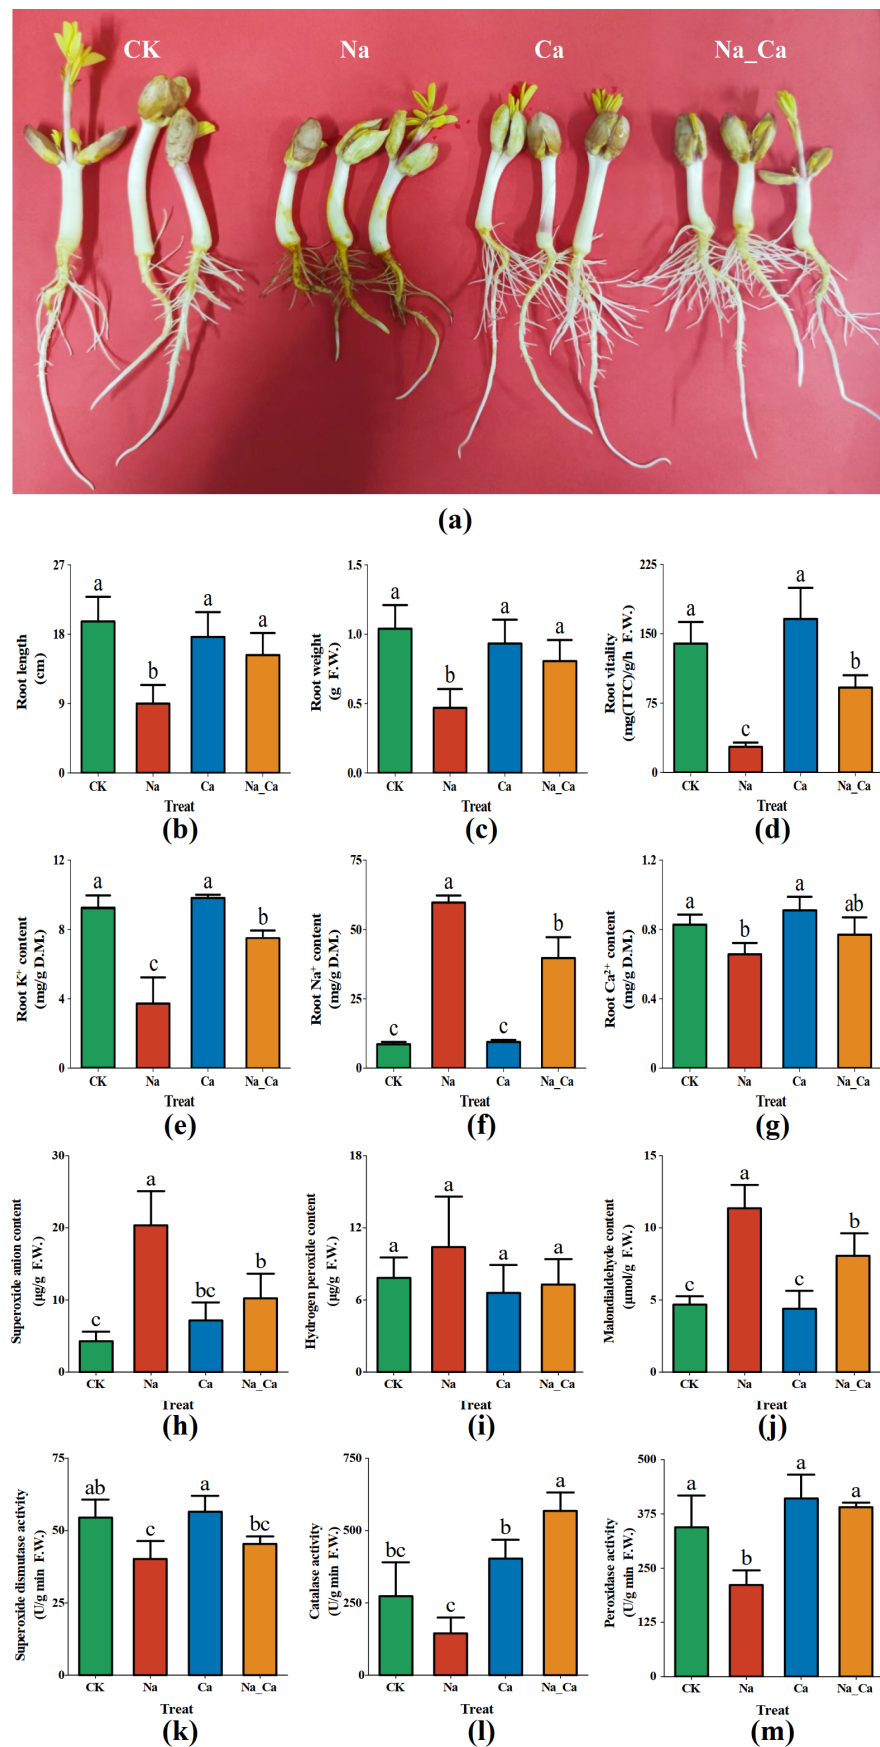 CK Na Ca Na_Ca
(a)
Root length
(cm)
27
18
9
0
a b a a
CK Na Ca Na_Ca
Treat
(b)
Root weight
(g F.W.)
1.5
1.0
0.5
0.0
a b a a
CK Na Ca Na_Ca
Treat
(c)
Root vitality
(mg(TTC)/g/h F.W.)
225
150
75
0
a c a b
CK Na Ca Na_Ca
Treat
(d)
Root K⁺ content
(mg/g D.M.)
12
8
4
0
a c a b
CK Na Ca Na_Ca
Treat
(e)
Root Na⁺ content
(mg/g D.M.)
75
50
25
0
c a c b
CK Na Ca Na_Ca
Treat
(f)
Root Ca²⁺ content
(mg/g D.M.)
1.2
0.8
0.4
0
a b a ab
CK Na Ca Na_Ca
Treat
(g)
Superoxide anion content
(µg/g F.W.)
30
20
10
0
c a bc b
CK Na Ca Na_Ca
Treat
(h)
Hydrogen peroxide content
(µg/g F.W.)
18
12
6
0
a a a a
CK Na Ca Na_Ca
Treat
(i)
Malondialdehyde content
(µmol/g F.W.)
15
10
5
0
c a c b
CK Na Ca Na_Ca
Treat
(j)
Superoxide dismutase activity
(U/g min F.W.)
75
50
25
0
ab c a bc
CK Na Ca Na_Ca
Treat
(k)
Catalase activity
(U/g min F.W.)
750
500
250
0
bc c b a
CK Na Ca Na_Ca
Treat
(l)
Peroxidase activity
(U/g min F.W.)
500
375
250
125
0
a b a a
CK Na Ca Na_Ca
Treat
(m)